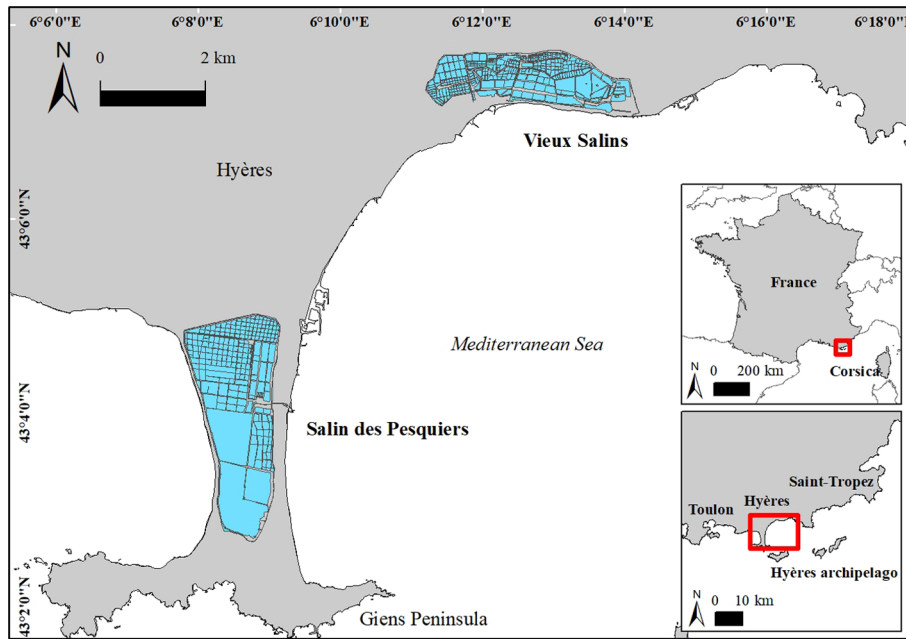 6°6'0"E 6°8'0"E 6°10'0"E 6°12'0"E 6°14'0"E 6°16'0"E 6°18'0"E
N
0 2 km
Vieux Salins
Hyères
43°6'0"N
France
Mediterranean Sea
N
0 200 km
Corsica
43°4'0"N
Salin des Pesquiers
Saint-Tropez
Hyères
Toulon
Hyères archipelago
43°2'0"N
N
0 10 km
Giens Peninsula